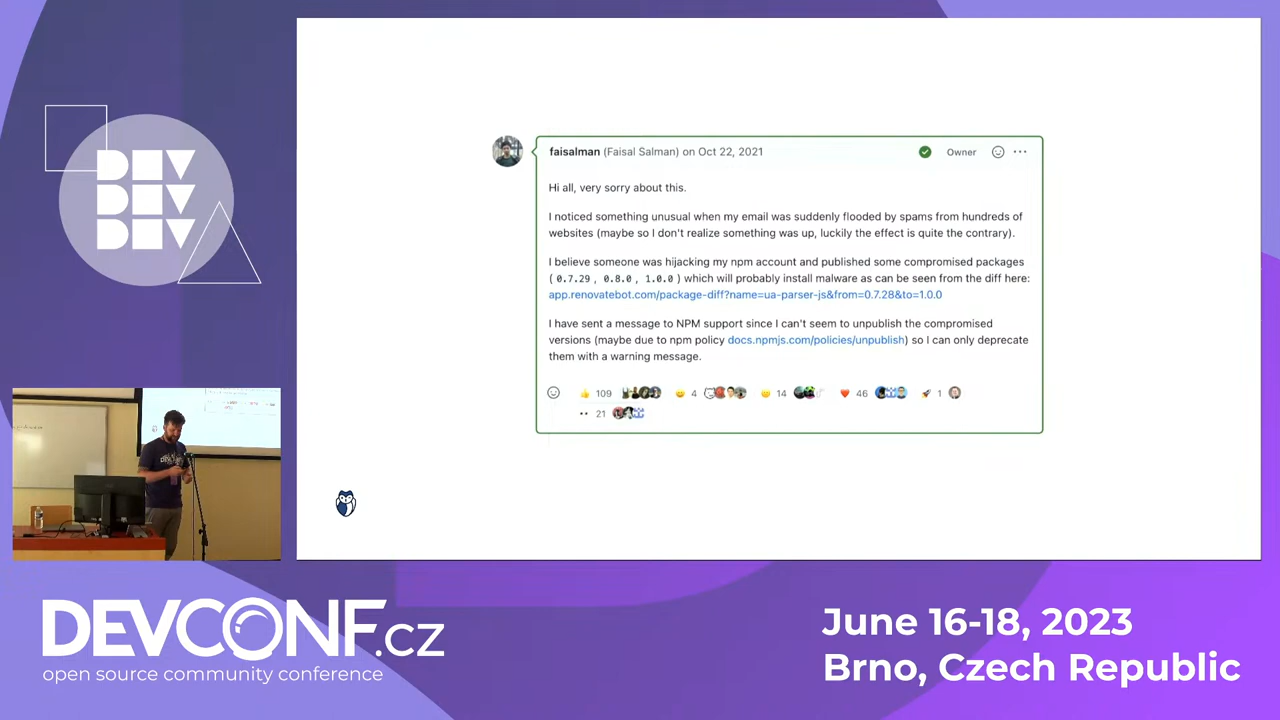 DEV
DEV
DEV
faisalman (Faisal Salman) on Oct 22, 2021
Owner
Hi all, very sorry about this.
I noticed something unusual when my email was suddenly flooded by spams from hundreds of
websites (maybe so I don't realize something was up, luckily the effect is quite the contrary).
I believe someone was hijacking my npm account and published some compromised packages
( 0.7.29 , 0.8.0 , 1.0.0 ) which will probably install malware as can be seen from the diff here:
app.renovatebot.com/package-diff?name=ua-parser-js&from=0.7.28&to=1.0.0
I have sent a message to NPM support since I can't seem to unpublish the compromised
versions (maybe due to npm policy docs.npmjs.com/policies/unpublish) so I can only deprecate
them with a warning message.
109 4 14 46 1
21
DEVCONF.cz
open source community conference
June 16-18, 2023
Brno, Czech Republic